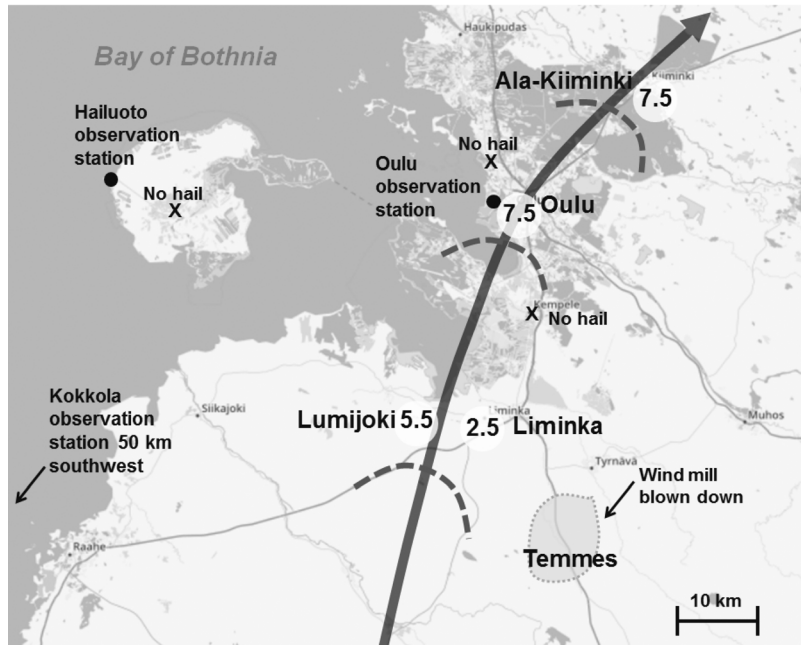 Haukipudas
Bay of Bothnia
Ala-Kiiminki
Kiiminki
7.5
Hailuoto
observation
station
No hail
X
No hail
X
Oulu
observation
station
7.5
Oulu
Kempele
X
No hail
Kokkola
observation
station 50 km
southwest
Siikajoki
Lumijoki
5.5
2.5
Liminka
Liminka
Muhos
Tyrnävä
Wind mill
blown down
Raahe
Temmes
10 km